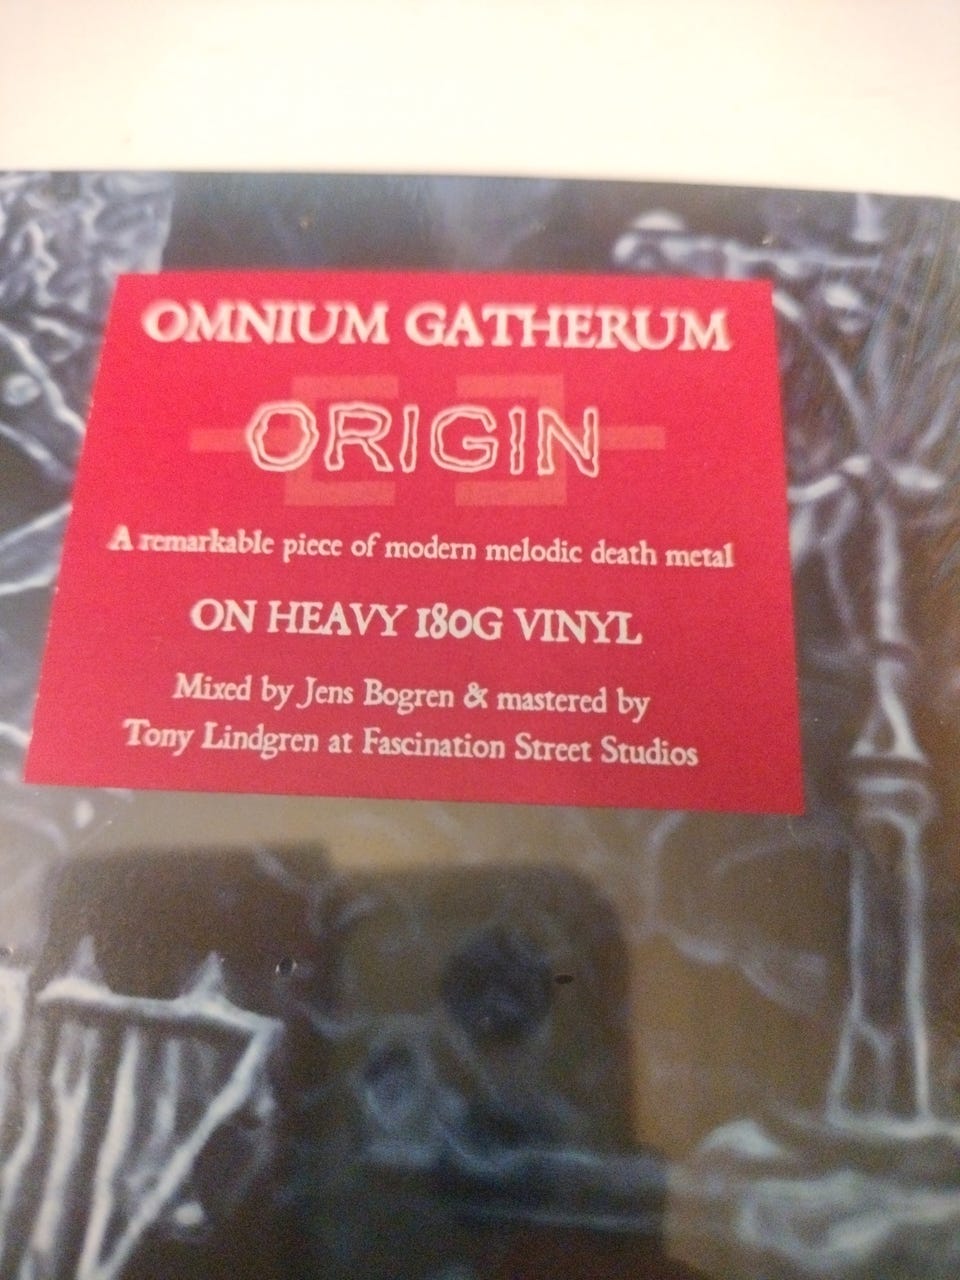 OMNIUM GATHERUM
ORIGIN
A remarkable piece of modern melodic death metal
ON HEAVY 180G VINYL
Mixed by Jens Bogren & mastered by
Tony Lindgren at Fascination Street Studios